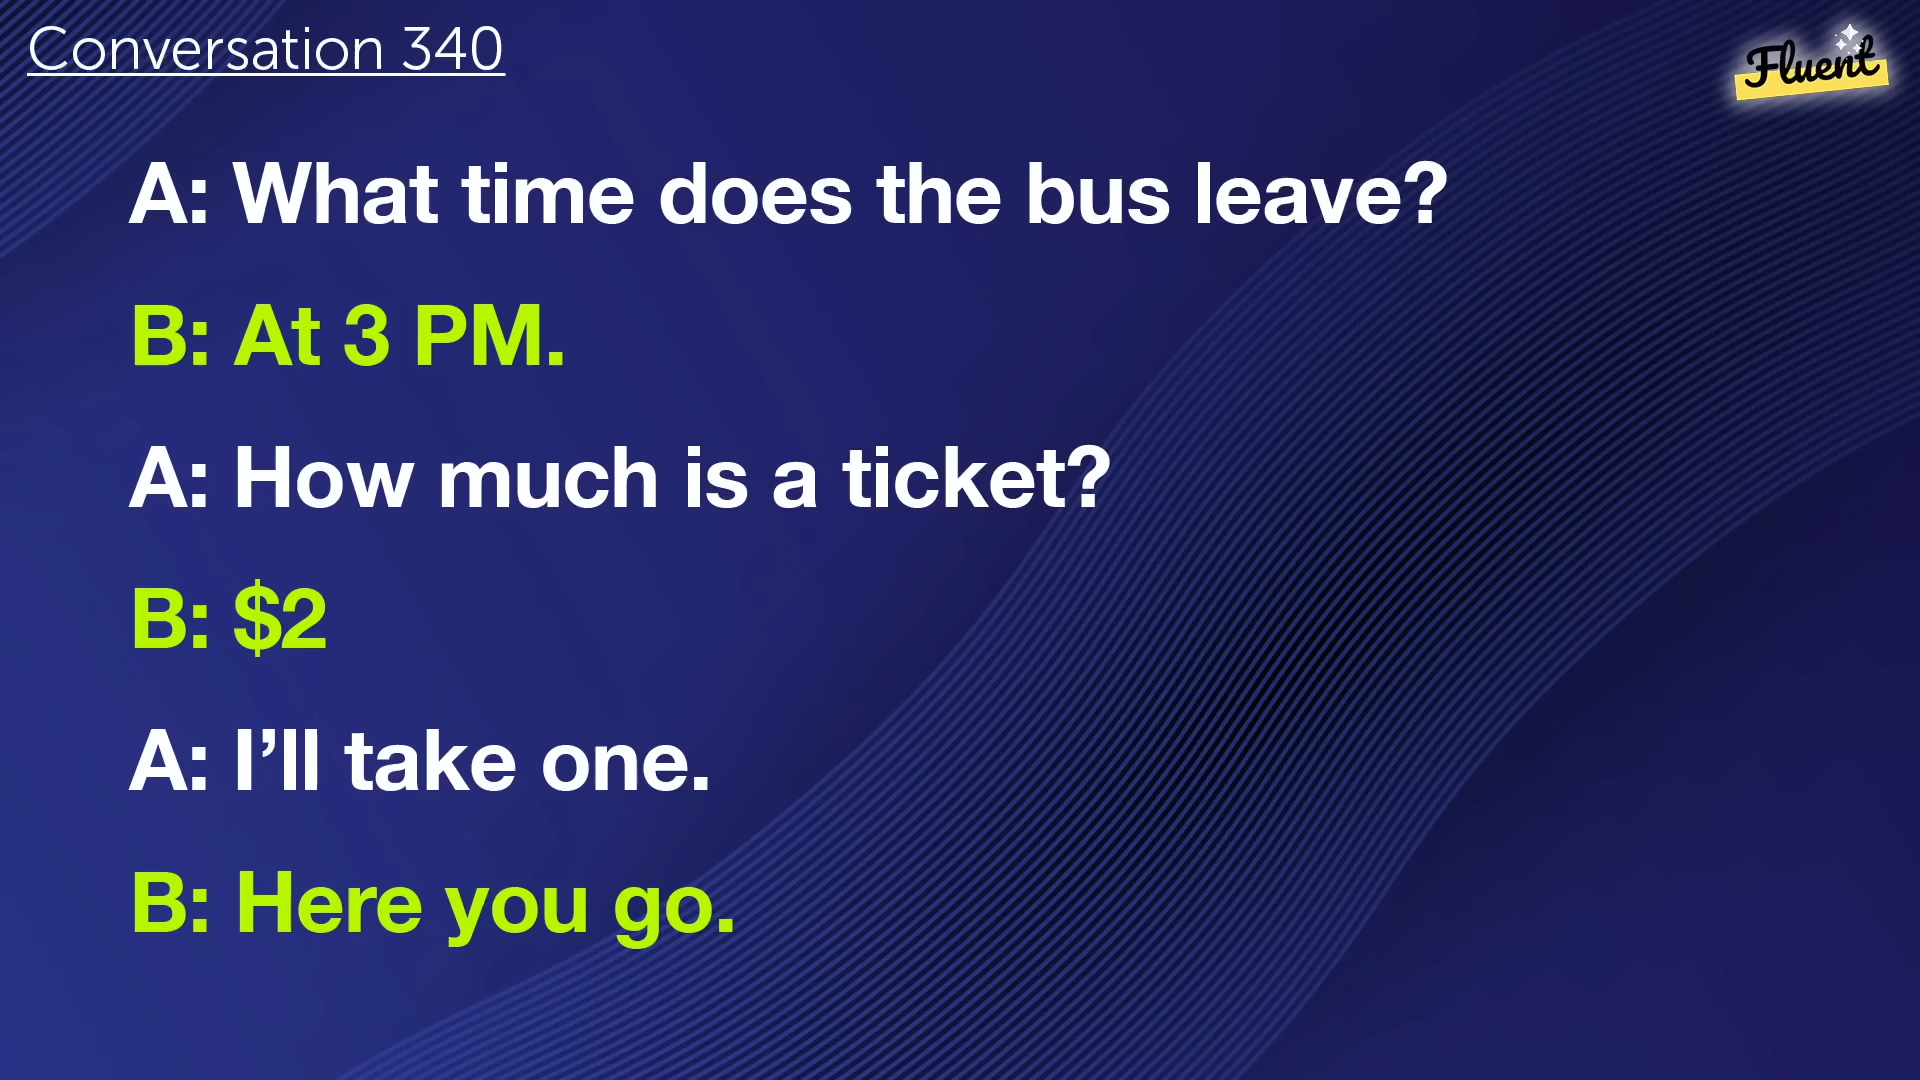 Conversation 340
Fluent
A: What time does the bus leave?
B: At 3 PM.
A: How much is a ticket?
B: $2
A: I’ll take one.
B: Here you go.